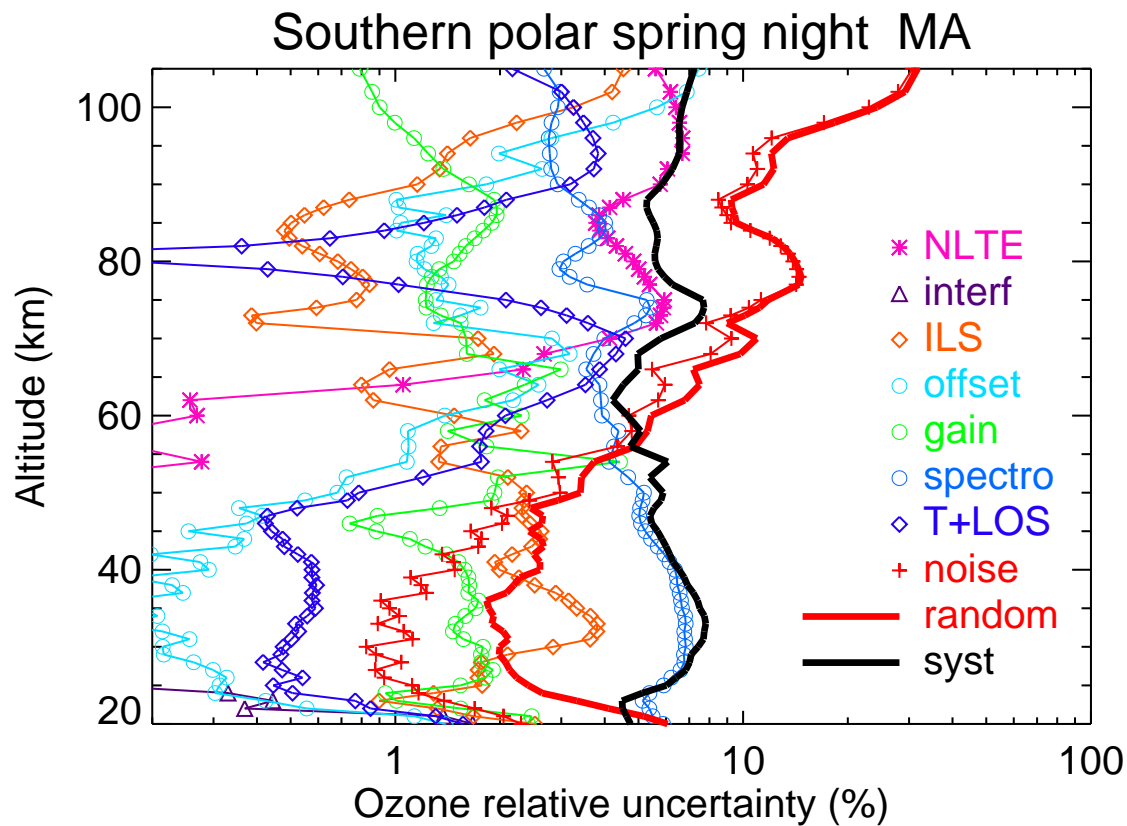 Southern polar spring night MA
Altitude (km)
100
80
60
40
20
NLTE
interf
ILS
offset
gain
spectro
T+LOS
noise
random
syst
1
10
100
Ozone relative uncertainty (%)